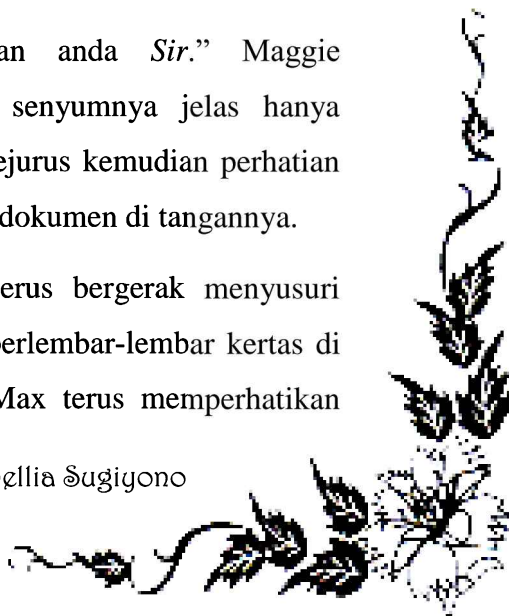 an anda Sir.” Maggie
senyumnya jelas hanya
ejurus kemudian perhatian
dokumen di tangannya.
erus bergerak menyusuri
erlembar-lembar kertas di
Max terus memperhatikan
ellia Sugiyono